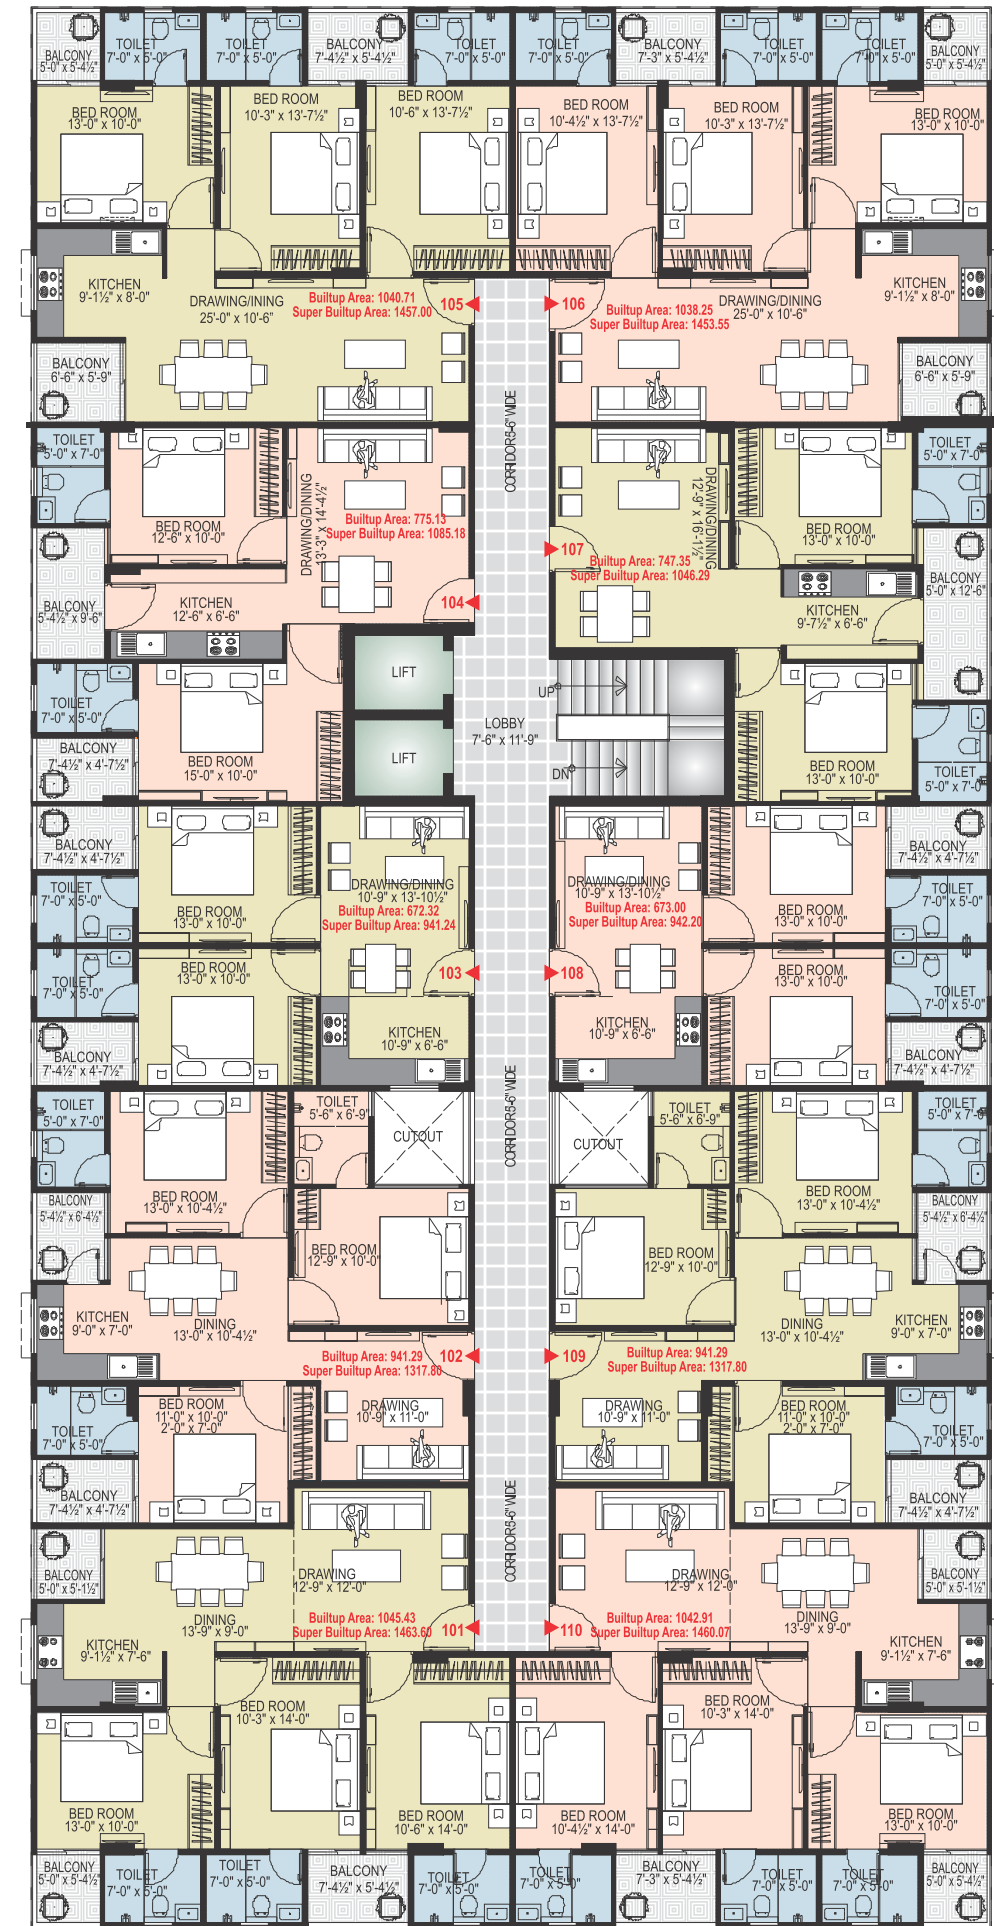 BALCONY
5'-0" x 5'-4½"
TOILET
7'-0" x 5'-0"
TOILET
7'-0" x 5'-0"
BALCONY
7'-4½" x 5'-4½"
TOILET
7'-0" x 5'-0"
TOILET
7'-0" x 5'-0"
BALCONY
7'-3" x 5'-4½"
TOILET
7'-0" x 5'-0"
TOILET
7'-0" x 5'-0"
BALCONY
5'-0" x 5'-4½"
BED ROOM
13'-0" x 10'-0"
BED ROOM
10'-3" x 13'-7½"
BED ROOM
10'-6" x 13'-7½"
BED ROOM
10'-4½" x 13'-7½"
BED ROOM
10'-3" x 13'-7½"
BED ROOM
13'-0" x 10'-0"
KITCHEN
9'-1½" x 8'-0"
DRAWING/INING
25'-0" x 10'-6"
Builtup Area: 1040.71
Super Builtup Area: 1457.00
105
106
Builtup Area: 1038.25
Super Builtup Area: 1453.55
DRAWING/DINING
25'-0" x 10'-6"
KITCHEN
9'-1½" x 8'-0"
BALCONY
6'-6" x 5'-9"
BALCONY
6'-6" x 5'-9"
CORRIDOR 5'-6" WIDE
TOILET
5'-0" x 7'-0"
BED ROOM
12'-6" x 10'-0"
DRAWING/DINING
13'-3" x 14'-4½"
Builtup Area: 775.13
Super Builtup Area: 1085.18
104
107
Builtup Area: 747.35
Super Builtup Area: 1046.29
DRAWING/DINING
12'-9" x 16'-1½"
BED ROOM
13'-0" x 10'-0"
TOILET
5'-0" x 7'-0"
BALCONY
5'-4½" x 9'-6"
KITCHEN
12'-6" x 6'-6"
KITCHEN
9'-7½" x 6'-6"
BALCONY
5'-0" x 12'-6"
TOILET
7'-0" x 5'-0"
BED ROOM
15'-0" x 10'-0"
LIFT
LIFT
LOBBY
7'-6" x 11'-9"
UP
DN
BED ROOM
13'-0" x 10'-0"
TOILET
5'-0" x 7'-0"
BALCONY
7'-4½" x 4'-7½"
BALCONY
7'-4½" x 4'-7½"
BED ROOM
13'-0" x 10'-0"
DRAWING/DINING
10'-9" x 13'-10½"
Builtup Area: 672.32
Super Builtup Area: 941.24
103
108
DRAWING/DINING
10'-9" x 13'-10½"
Builtup Area: 673.00
Super Builtup Area: 942.20
BED ROOM
13'-0" x 10'-0"
BALCONY
7'-4½" x 4'-7½"
TOILET
7'-0" x 5'-0"
TOILET
7'-0" x 5'-0"
TOILET
7'-0" x 5'-0"
BED ROOM
13'-0" x 10'-0"
BED ROOM
13'-0" x 10'-0"
TOILET
7'-0" x 5'-0"
KITCHEN
10'-9" x 6'-6"
KITCHEN
10'-9" x 6'-6"
BALCONY
7'-4½" x 4'-7½"
BALCONY
7'-4½" x 4'-7½"
CORRIDOR 5'-6" WIDE
TOILET
5'-0" x 7'-0"
BED ROOM
13'-0" x 10'-4½"
TOILET
5'-6" x 6'-9"
CUTOUT
CUTOUT
TOILET
5'-6" x 6'-9"
BED ROOM
13'-0" x 10'-4½"
TOILET
5'-0" x 7'-0"
BALCONY
5'-4½" x 6'-4½"
BALCONY
5'-4½" x 6'-4½"
BED ROOM
12'-9" x 10'-0"
BED ROOM
12'-9" x 10'-0"
KITCHEN
9'-0" x 7'-0"
DINING
13'-0" x 10'-4½"
DINING
13'-0" x 10'-4½"
KITCHEN
9'-0" x 7'-0"
Builtup Area: 941.29
Super Builtup Area: 1317.80
102
109
Builtup Area: 941.29
Super Builtup Area: 1317.80
BED ROOM
11'-0" x 10'-0"
2'-0" x 7'-0"
DRAWING
10'-9" x 11'-0"
DRAWING
10'-9" x 11'-0"
BED ROOM
11'-0" x 10'-0"
2'-0" x 7'-0"
TOILET
7'-0" x 5'-0"
TOILET
7'-0" x 5'-0"
BALCONY
7'-4½" x 4'-7½"
BALCONY
7'-4½" x 4'-7½"
CORRIDOR 5'-6" WIDE
BALCONY
5'-0" x 5'-1½"
DRAWING
12'-9" x 12'-0"
DRAWING
12'-9" x 12'-0"
BALCONY
5'-0" x 5'-1½"
DINING
13'-9" x 9'-0"
Builtup Area: 1045.43
Super Builtup Area: 1463.60
101
110
Builtup Area: 1042.91
Super Builtup Area: 1460.07
DINING
13'-9" x 9'-0"
KITCHEN
9'-1½" x 7'-6"
KITCHEN
9'-1½" x 7'-6"
BED ROOM
10'-3" x 14'-0"
BED ROOM
10'-3" x 14'-0"
BED ROOM
13'-0" x 10'-0"
BED ROOM
10'-6" x 14'-0"
BED ROOM
10'-4½" x 14'-0"
BED ROOM
13'-0" x 10'-0"
BALCONY
5'-0" x 5'-4½"
TOILET
7'-0" x 5'-0"
TOILET
7'-0" x 5'-0"
BALCONY
7'-4½" x 5'-4½"
TOILET
7'-0" x 5'-0"
TOILET
7'-0" x 5'-0"
BALCONY
7'-3" x 5'-4½"
TOILET
7'-0" x 5'-0"
TOILET
7'-0" x 5'-0"
BALCONY
5'-0" x 5'-4½"